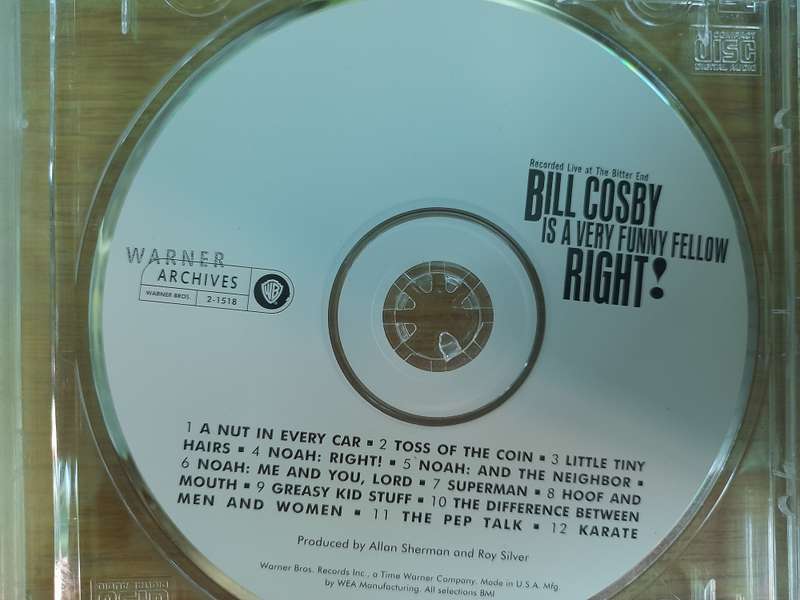 COMPACT
DISC
DIGITAL AUDIO
Recorded Live at The Bitter End
BILL COSBY
IS A VERY FUNNY FELLOW
RIGHT!
WARNER
ARCHIVES
WARNER BROS. 2-1518
WB
1 A NUT IN EVERY CAR ▪ 2 TOSS OF THE COIN ▪ 3 LITTLE TINY
HAIRS ▪ 4 NOAH: RIGHT! ▪ 5 NOAH: AND THE NEIGHBOR ▪
6 NOAH: ME AND YOU, LORD ▪ 7 SUPERMAN ▪ 8 HOOF AND
MOUTH ▪ 9 GREASY KID STUFF ▪ 10 THE DIFFERENCE BETWEEN
MEN AND WOMEN ▪ 11 THE PEP TALK ▪ 12 KARATE
Produced by Allan Sherman and Roy Silver
Warner Bros. Records Inc., a Time Warner Company. Made in U.S.A. Mfg.
by WEA Manufacturing. All selections BMI
DIGITAL AUDIO